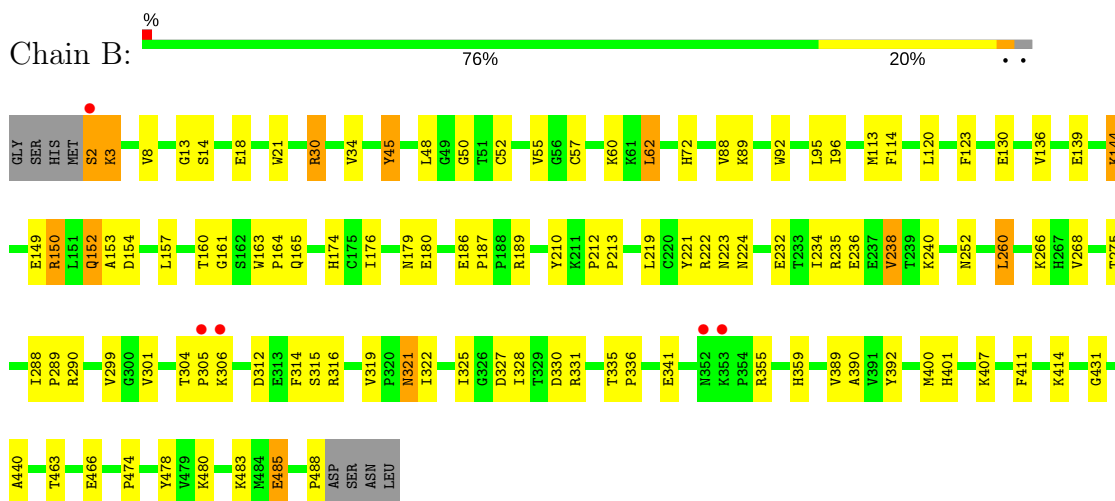 %
Chain B:
76% 20% • •
GLY SER HIS MET S2 K3 V8 G13 S14 E18 W21 R30 V34 Y45 L48 G49 G50 T51 C52 V55 G56 C57 K60 K61 L62 H72 V88 K89 W92 L95 I96 M113 F114 L120 F123 E130 V136 E139 K144
E149 R150 L151 Q152 A153 D154 L157 T160 G161 S162 W163 P164 Q165 H174 C175 I176 N179 E180 E186 P187 P188 R189 Y210 K211 P212 P213 L219 C220 Y221 R222 N223 N224 E232 T233 I234 R235 E236 E237 V238 T239 K240 N252 L260 K266 H267 V268 T275
I288 P289 R290 V299 G300 V301 T304 P305 K306 D312 E313 F314 S315 R316 V319 P320 N321 I322 I325 G326 D327 I328 T329 D330 R331 T335 P336 E341 N352 K353 P354 R355 H359 V389 A390 V391 Y392 M400 H401 K407 F411 K414 G431
A440 T463 E466 P474 Y478 V479 K480 K483 M484 E485 P488 ASP SER ASN LEU